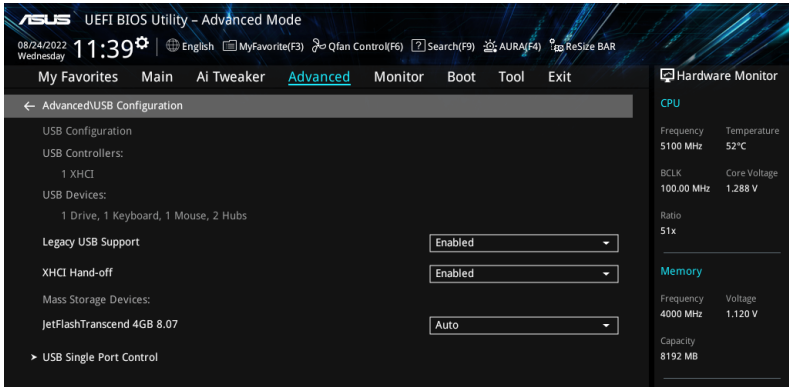 ASUS UEFI BIOS Utility – Advanced Mode
08/24/2022 Wednesday 11:39 English MyFavorite(F3) Qfan Control(F6) ? Search(F9) AURA(F4) ReSize BAR
My Favorites Main Ai Tweaker Advanced Monitor Boot Tool Exit
← Advanced\USB Configuration
USB Configuration
USB Controllers:
1 XHCI
USB Devices:
1 Drive, 1 Keyboard, 1 Mouse, 2 Hubs
Legacy USB Support Enabled
XHCI Hand-off Enabled
Mass Storage Devices:
JetFlashTranscend 4GB 8.07 Auto
> USB Single Port Control
Hardware Monitor
CPU
Frequency Temperature
5100 MHz 52°C
BCLK Core Voltage
100.00 MHz 1.288 V
Ratio
51x
Memory
Frequency Voltage
4000 MHz 1.120 V
Capacity
8192 MB